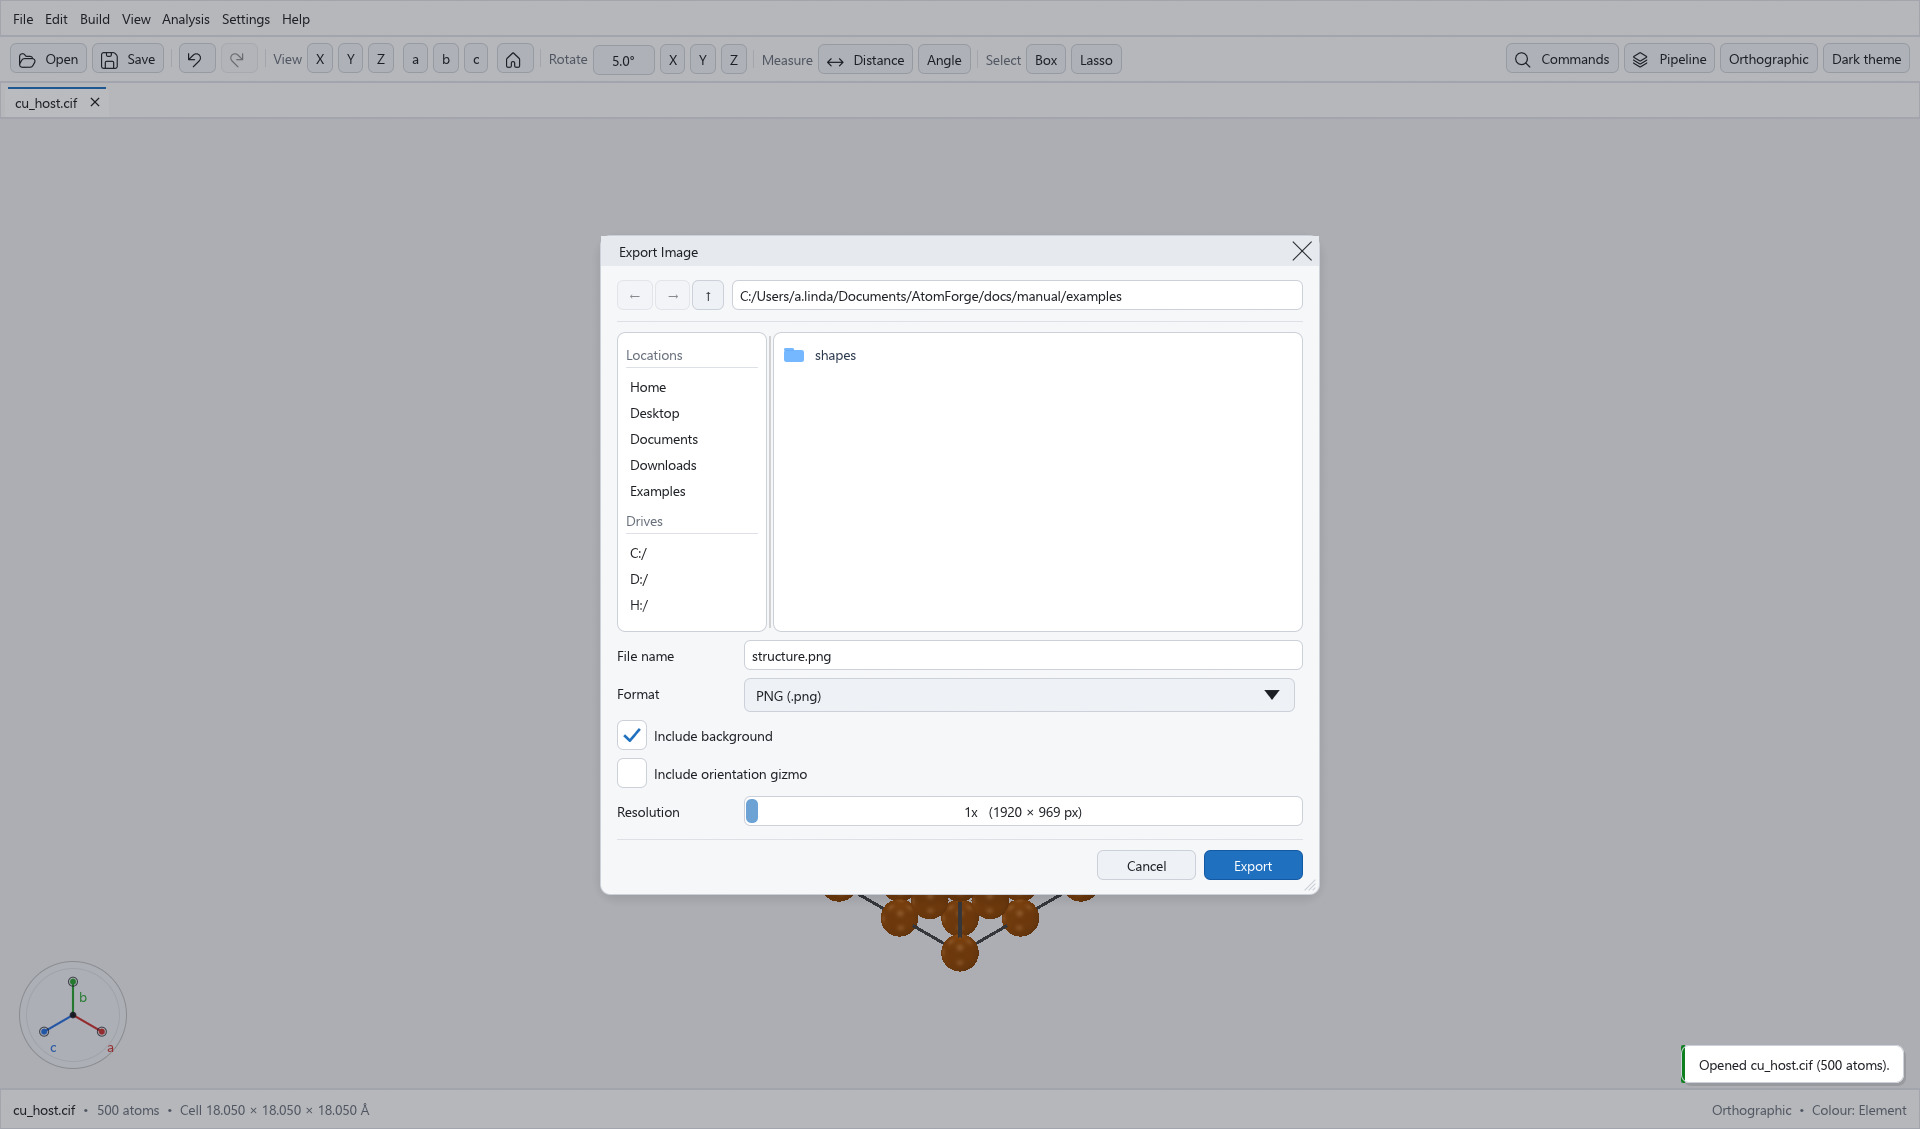 File Edit Build View Analysis Settings Help
Open Save View X Y Z a b c Rotate 5.0° X Y Z Measure Distance Angle Select Box Lasso Commands Pipeline Orthographic Dark theme
cu_host.cif
Export Image
← → ↑ C:/Users/a.linda/Documents/AtomForge/docs/manual/examples
Locations
Home
Desktop
Documents
Downloads
Examples
Drives
C:/
D:/
H:/
shapes
File name structure.png
Format PNG (.png)
Include background
Include orientation gizmo
Resolution 1x (1920 × 969 px)
Cancel Export
b
c a
Opened cu_host.cif (500 atoms).
cu_host.cif • 500 atoms • Cell 18.050 × 18.050 × 18.050 Å Orthographic • Colour: Element